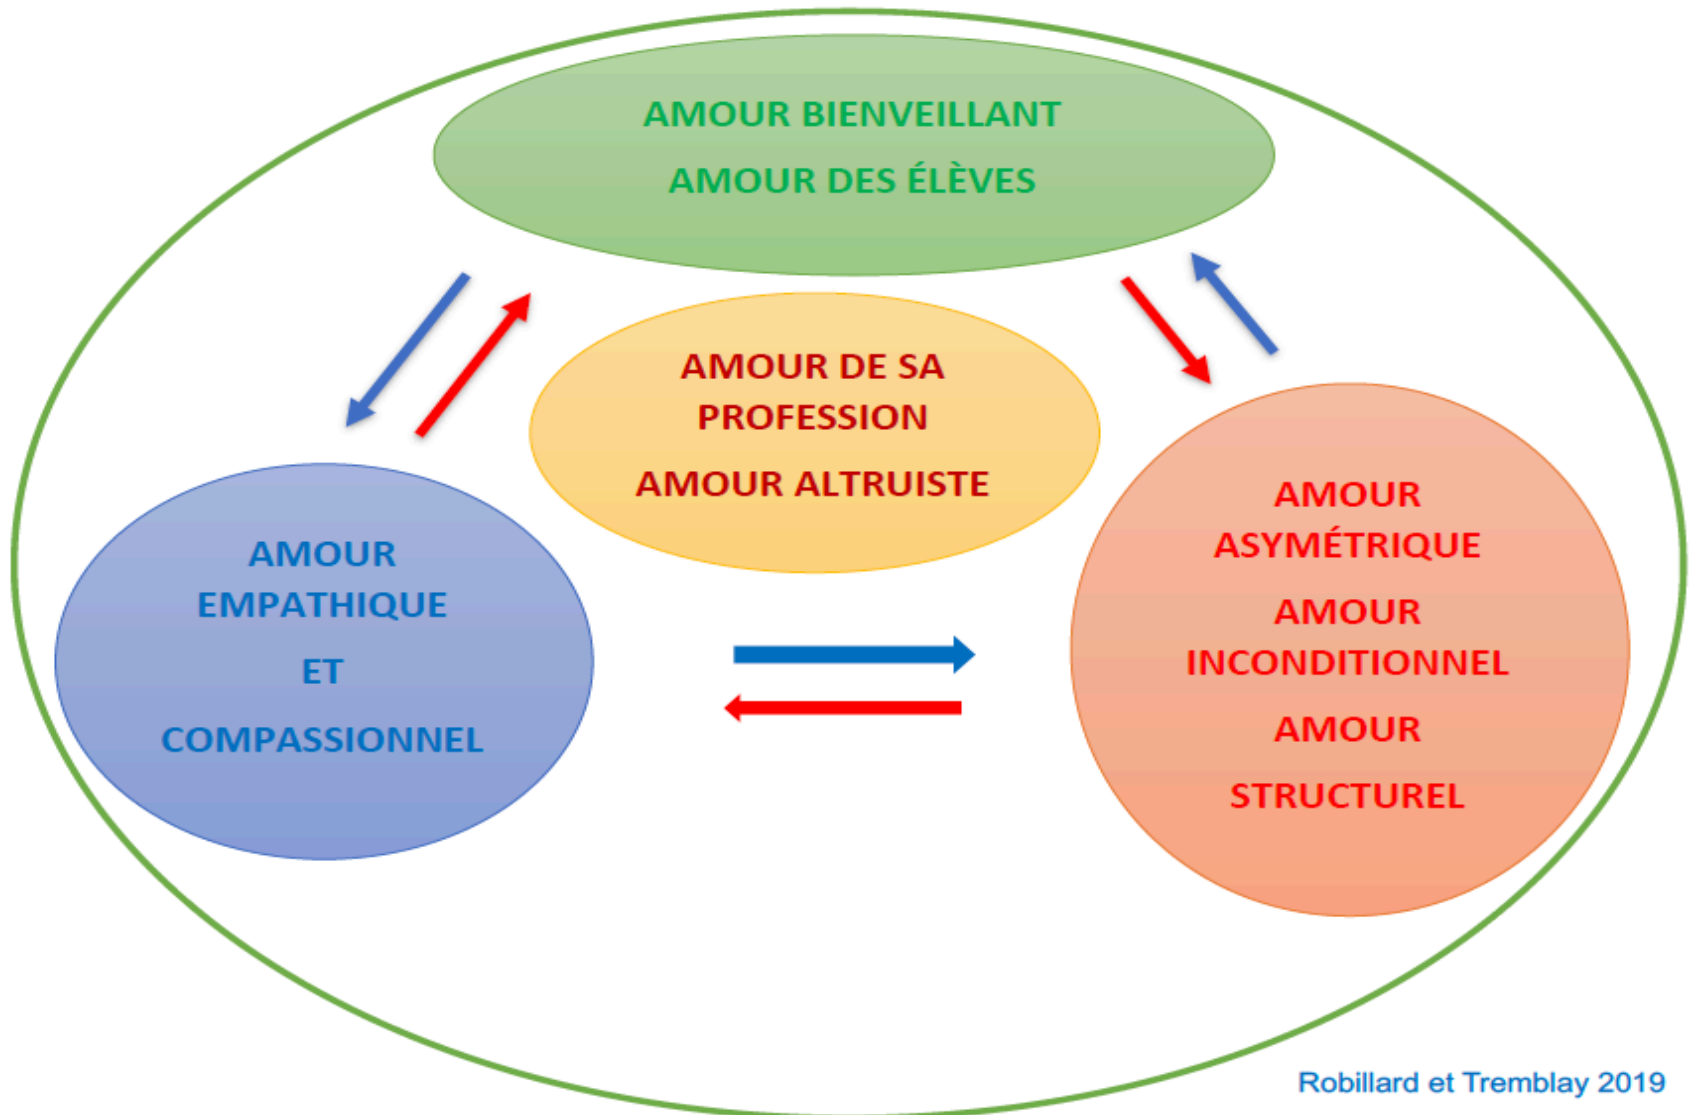 AMOUR BIENVEILLANT
AMOUR DES ÉLÈVES
AMOUR DE SA
PROFESSION
AMOUR ALTRUISTE
AMOUR
EMPATHIQUE
ET
COMPASSIONNEL
AMOUR
ASYMÉTRIQUE
AMOUR
INCONDITIONNEL
AMOUR
STRUCTUREL
Robillard et Tremblay 2019